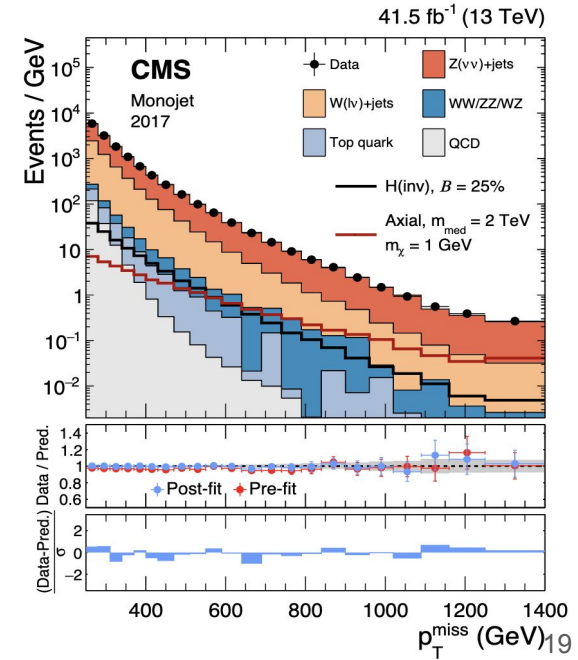 41.5 fb⁻¹ (13 TeV)
Events / GeV
10⁵
10⁴
10³
10²
10
1
10⁻¹
10⁻²
CMS
Monojet
2017
Data
Z(νν)+jets
W(lν)+jets
WW/ZZ/WZ
Top quark
QCD
H(inv), B = 25%
Axial, m_med = 2 TeV
m_χ = 1 GeV
Data / Pred.
1.4
1.2
1
0.8
0.6
Post-fit
Pre-fit
(Data-Pred.)
σ
2
0
−2
400 600 800 1000 1200 1400
p_T^miss (GeV)
19